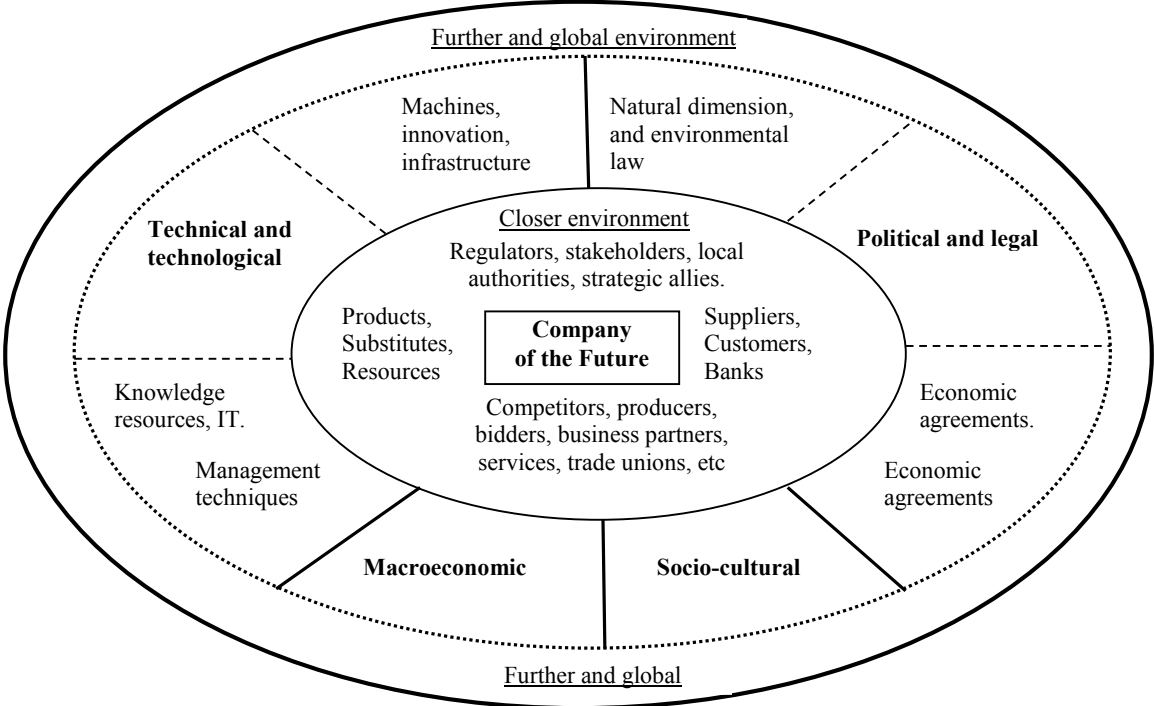 Further and global environment
Machines,
innovation,
infrastructure
Natural dimension,
and environmental
law
Technical and
technological
Closer environment
Regulators, stakeholders, local
authorities, strategic allies.
Political and legal
Products,
Substitutes,
Resources
Company
of the Future
Suppliers,
Customers,
Banks
Knowledge
resources, IT.
Competitors, producers,
bidders, business partners,
services, trade unions, etc
Economic
agreements.
Management
techniques
Economic
agreements
Macroeconomic
Socio-cultural
Further and global